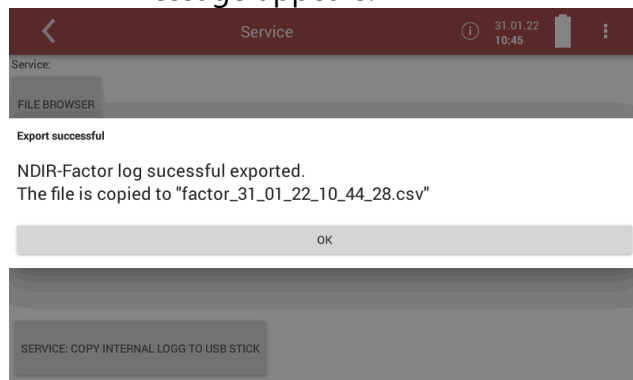 Service
31.01.22
10:45
Service:
FILE BROWSER
Export successful
NDIR-Factor log sucessful exported.
The file is copied to "factor_31_01_22_10_44_28.csv"
OK
SERVICE: COPY INTERNAL LOGG TO USB STICK